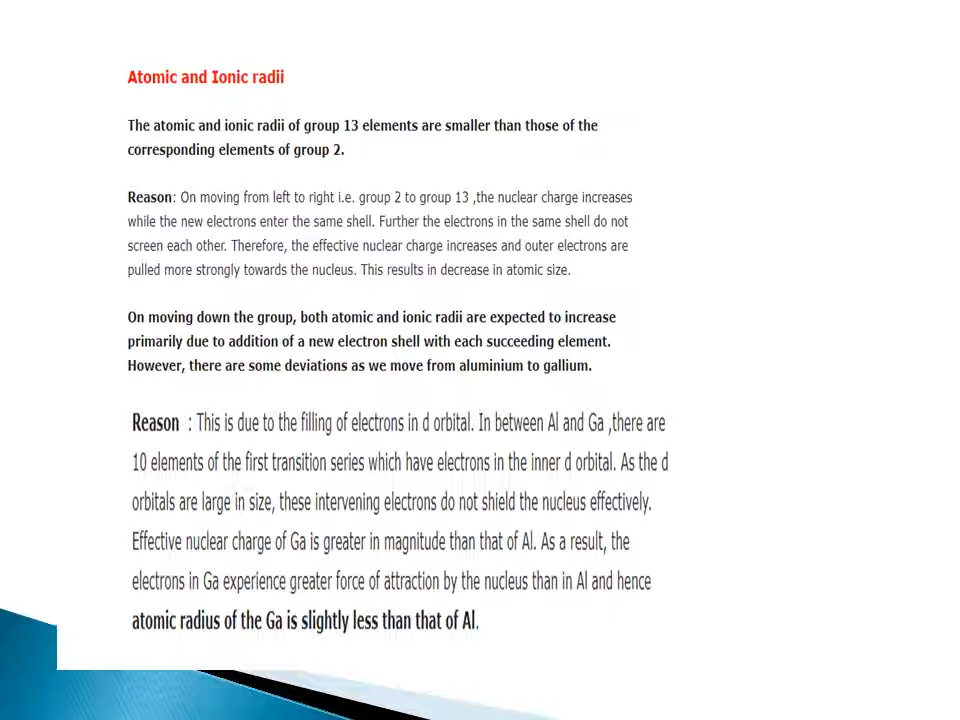 Atomic and Ionic radii
The atomic and ionic radii of group 13 elements are smaller than those of the
corresponding elements of group 2.
Reason: On moving from left to right i.e. group 2 to group 13 ,the nuclear charge increases
while the new electrons enter the same shell. Further the electrons in the same shell do not
screen each other. Therefore, the effective nuclear charge increases and outer electrons are
pulled more strongly towards the nucleus. This results in decrease in atomic size.
On moving down the group, both atomic and ionic radii are expected to increase
primarily due to addition of a new electron shell with each succeeding element.
However, there are some deviations as we move from aluminium to gallium.
Reason : This is due to the filling of electrons in d orbital. In between Al and Ga ,there are
10 elements of the first transition series which have electrons in the inner d orbital. As the d
orbitals are large in size, these intervening electrons do not shield the nucleus effectively.
Effective nuclear charge of Ga is greater in magnitude than that of Al. As a result, the
electrons in Ga experience greater force of attraction by the nucleus than in Al and hence
atomic radius of the Ga is slightly less than that of Al.